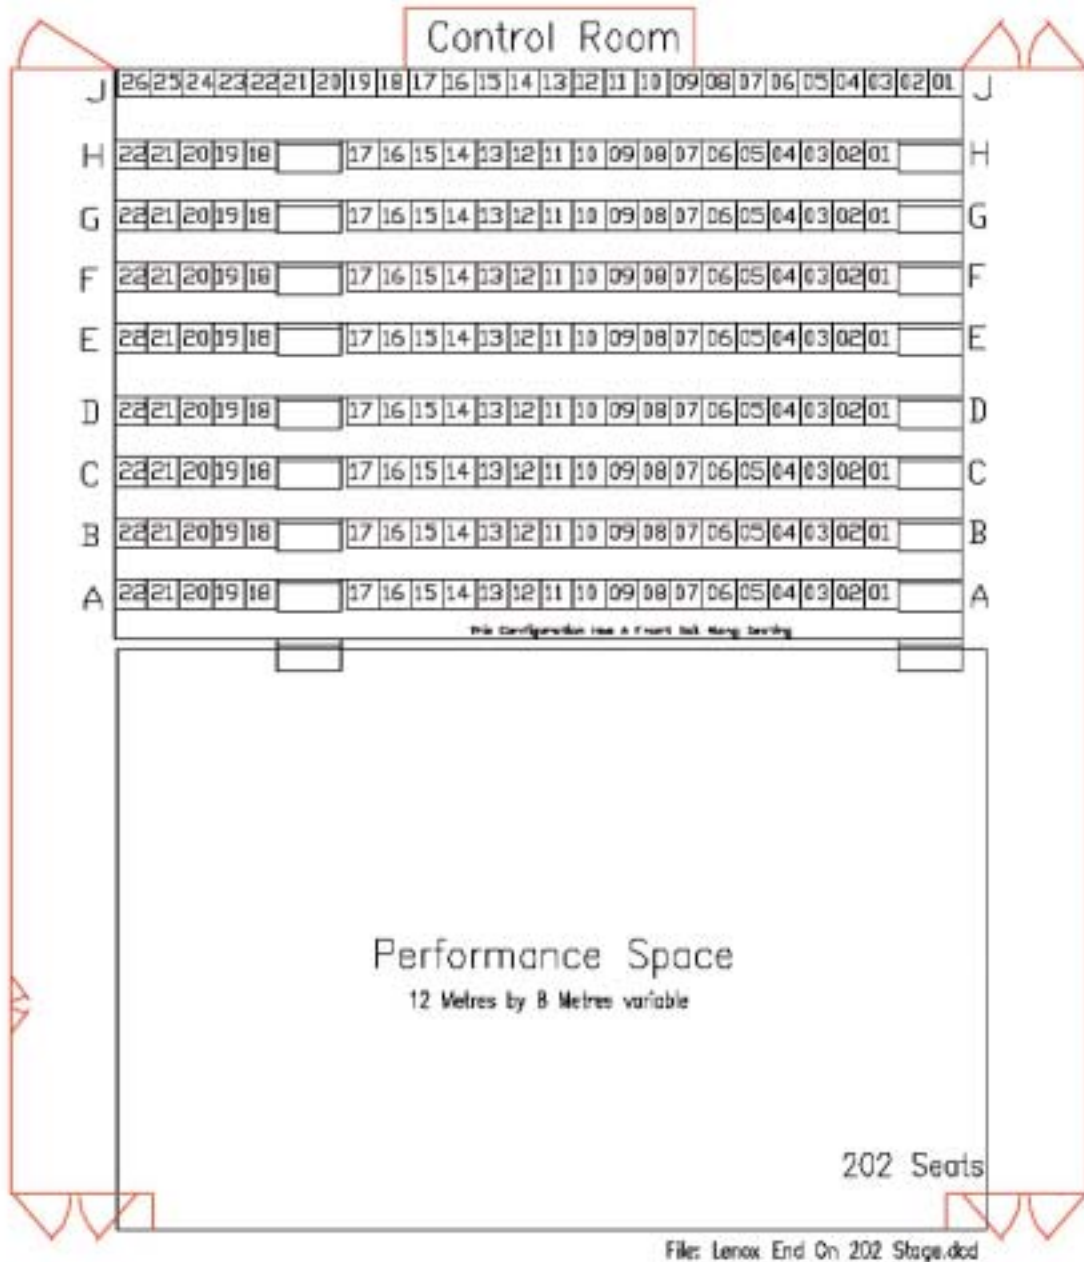 Control Room
J 26 25 24 23 22 21 20 19 18 17 16 15 14 13 12 11 10 09 08 07 06 05 04 03 02 01 J
H 22 21 20 19 18 17 16 15 14 13 12 11 10 09 08 07 06 05 04 03 02 01 H
G 22 21 20 19 18 17 16 15 14 13 12 11 10 09 08 07 06 05 04 03 02 01 G
F 22 21 20 19 18 17 16 15 14 13 12 11 10 09 08 07 06 05 04 03 02 01 F
E 22 21 20 19 18 17 16 15 14 13 12 11 10 09 08 07 06 05 04 03 02 01 E
D 22 21 20 19 18 17 16 15 14 13 12 11 10 09 08 07 06 05 04 03 02 01 D
C 22 21 20 19 18 17 16 15 14 13 12 11 10 09 08 07 06 05 04 03 02 01 C
B 22 21 20 19 18 17 16 15 14 13 12 11 10 09 08 07 06 05 04 03 02 01 B
A 22 21 20 19 18 17 16 15 14 13 12 11 10 09 08 07 06 05 04 03 02 01 A
This Configuration Has A Front
Performance Space
12 Metres by 8 Metres variable
202 Seats
File: Lenox End On 202 Stage.dcd